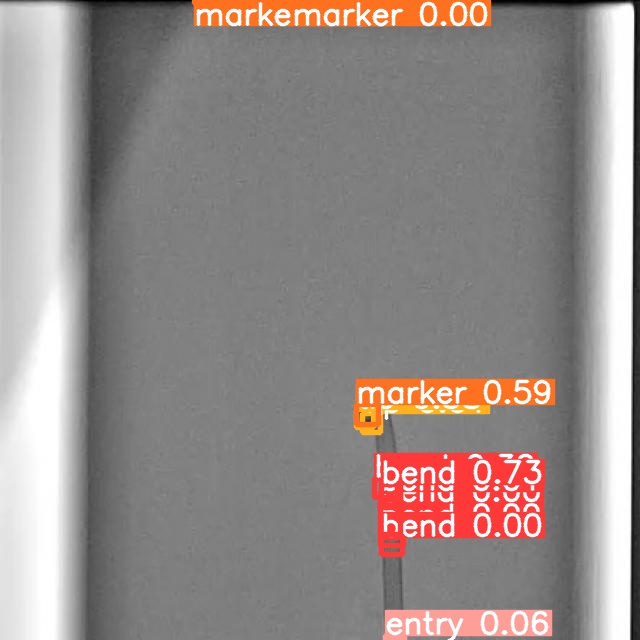 markemarker 0.00
marker 0.59
bend 0.73
bend 0.00
entry 0.06